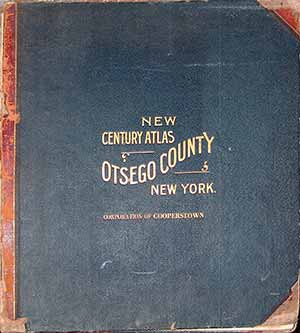 NEW
CENTURY ATLAS
OTSEGO COUNTY
NEW YORK.
CORPORATION OF COOPERSTOWN